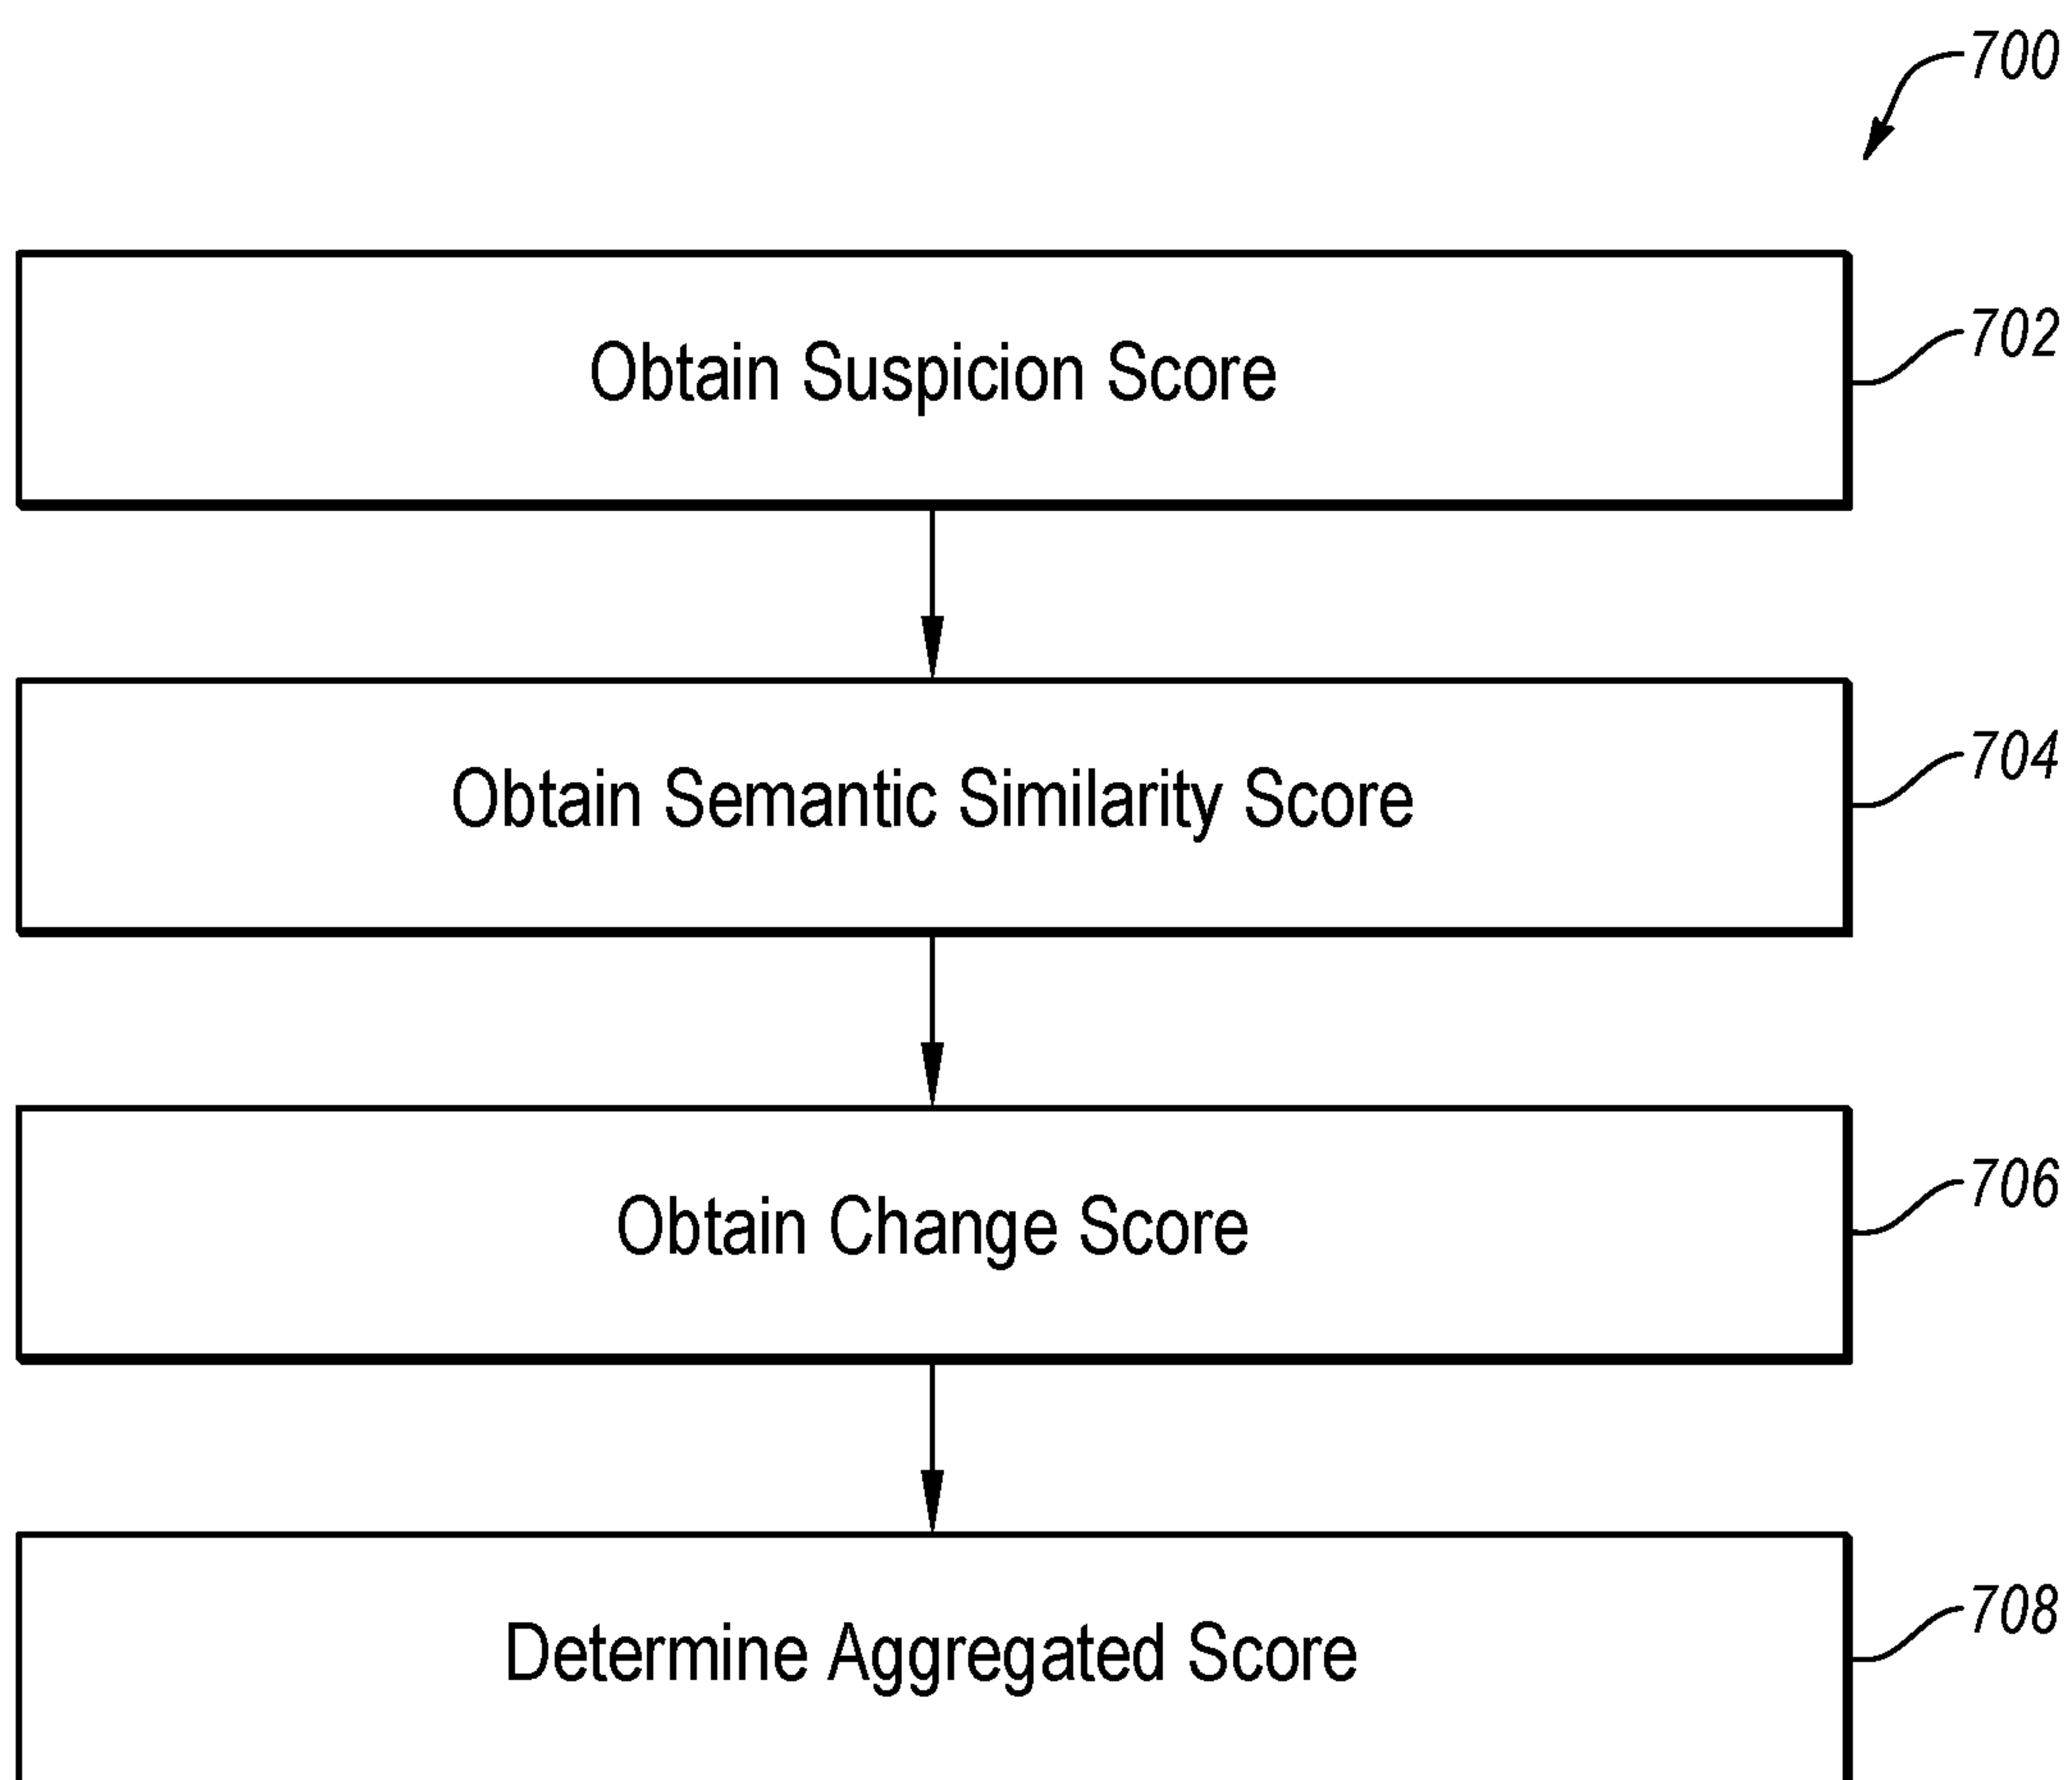 700
Obtain Suspicion Score
702
Obtain Semantic Similarity Score
704
Obtain Change Score
706
Determine Aggregated Score
708